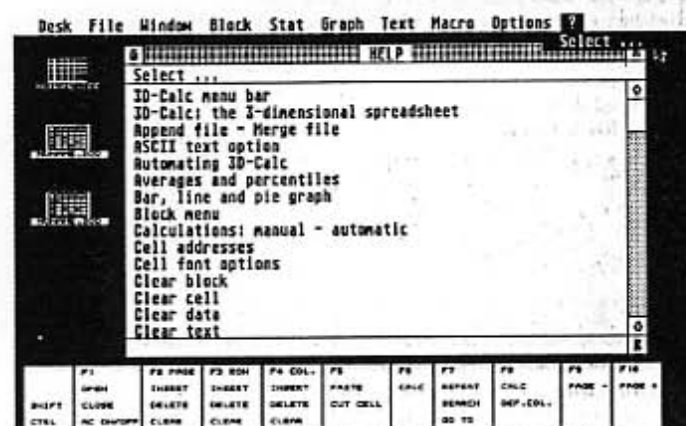 Desk File Window Block Stat Graph Text Macro Options ?
Select ...
HELP
Select ...
3D-Calc menu bar
3D-Calc: the 3-dimensional spreadsheet
Append file - Merge file
ASCII text option
Automating 3D-Calc
Averages and percentiles
Bar, line and pie graph
Block menu
Calculations: manual - automatic
Cell addresses
Cell font options
Clear block
Clear cell
Clear data
Clear text
F1 F2 PAGE F3 ROW F4 COL. F5 F6 F7 F8 F9 F10
OPEN INSERT INSERT INSERT PASTE CALC REPEAT CALC PAGE - PAGE +
SHIFT CLOSE DELETE DELETE DELETE CUT CELL SEARCH DEF.COL.
CTRL AC ON/OFF CLEAR CLEAR CLEAR GO TO